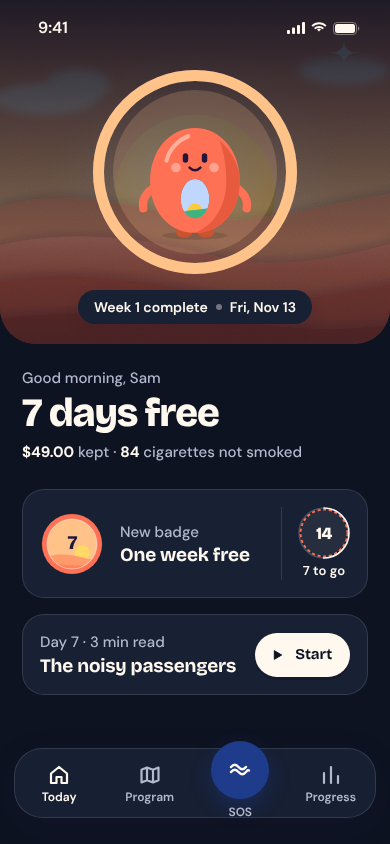 9:41
Week 1 complete • Fri, Nov 13
Good morning, Sam
7 days free
$49.00 kept · 84 cigarettes not smoked
7
New badge
One week free
14
7 to go
Day 7 · 3 min read
The noisy passengers
Start
Today
Program
SOS
Progress